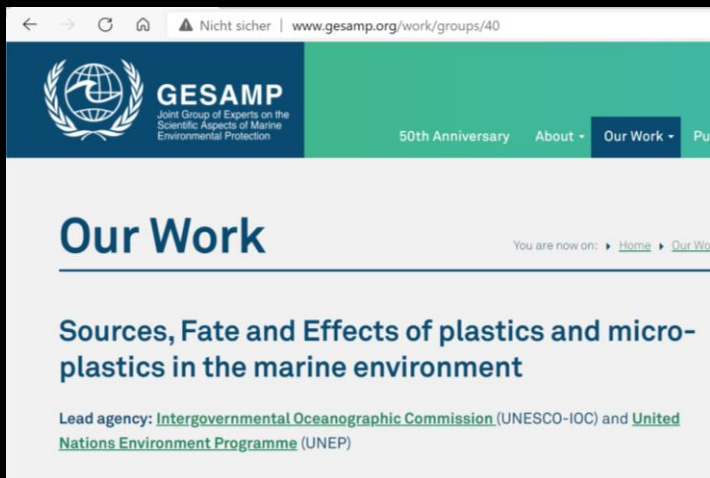 Nicht sicher | www.gesamp.org/work/groups/40
GESAMP
Joint Group of Experts on the
Scientific Aspects of Marine
Environmental Protection
50th Anniversary About Our Work Pu
Our Work
You are now on: Home Our Wo
Sources, Fate and Effects of plastics and micro-
plastics in the marine environment
Lead agency: Intergovernmental Oceanographic Commission (UNESCO-IOC) and United
Nations Environment Programme (UNEP)